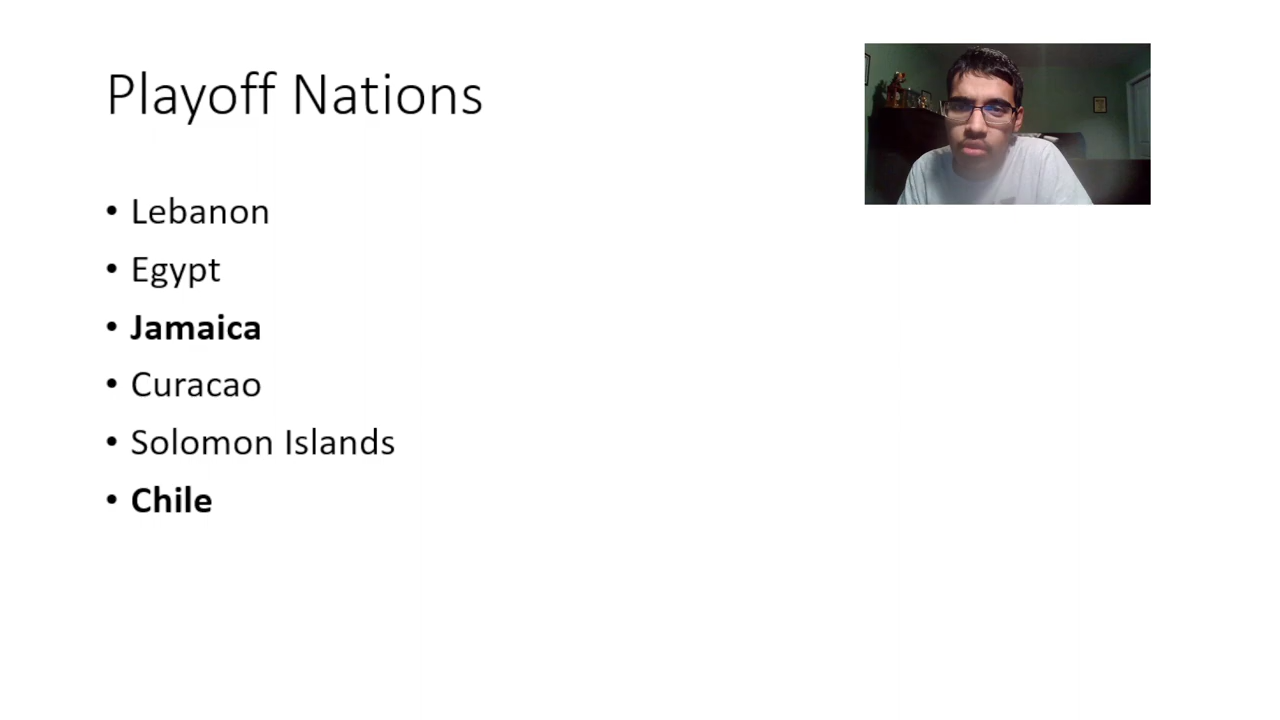 Playoff Nations
• Lebanon
• Egypt
• Jamaica
• Curacao
• Solomon Islands
• Chile